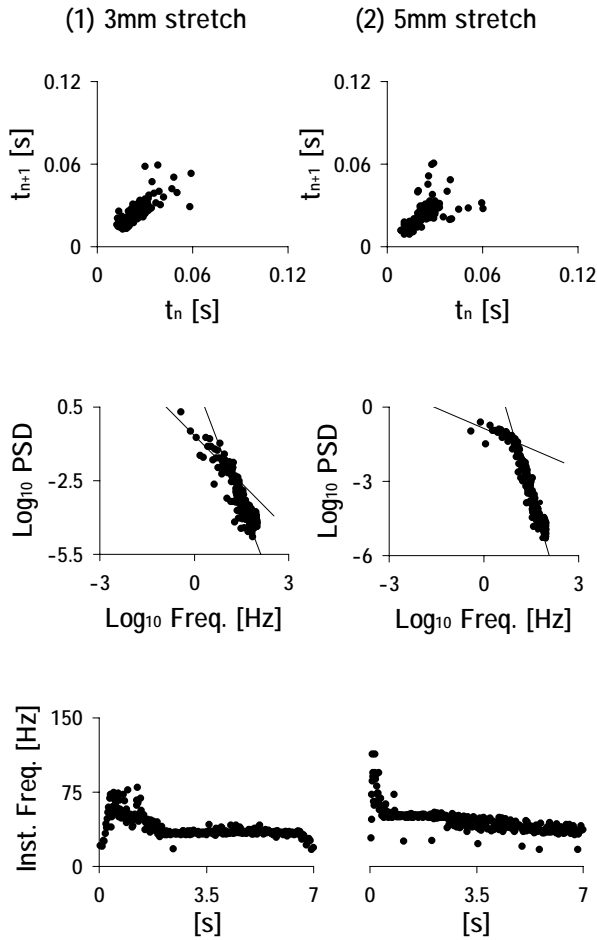 (1) 3mm stretch
(2) 5mm stretch
0.12
0.06
0
tn+1 [s]
0 0.06 0.12
tn [s]
0.12
0.06
0
tn+1 [s]
0 0.06 0.12
tn [s]
0.5
-2.5
-5.5
Log10 PSD
-3 0 3
Log10 Freq. [Hz]
0
-3
-6
Log10 PSD
-3 0 3
Log10 Freq. [Hz]
150
75
0
Inst. Freq. [Hz]
3.5 7
[s]
0 3.5 7
[s]